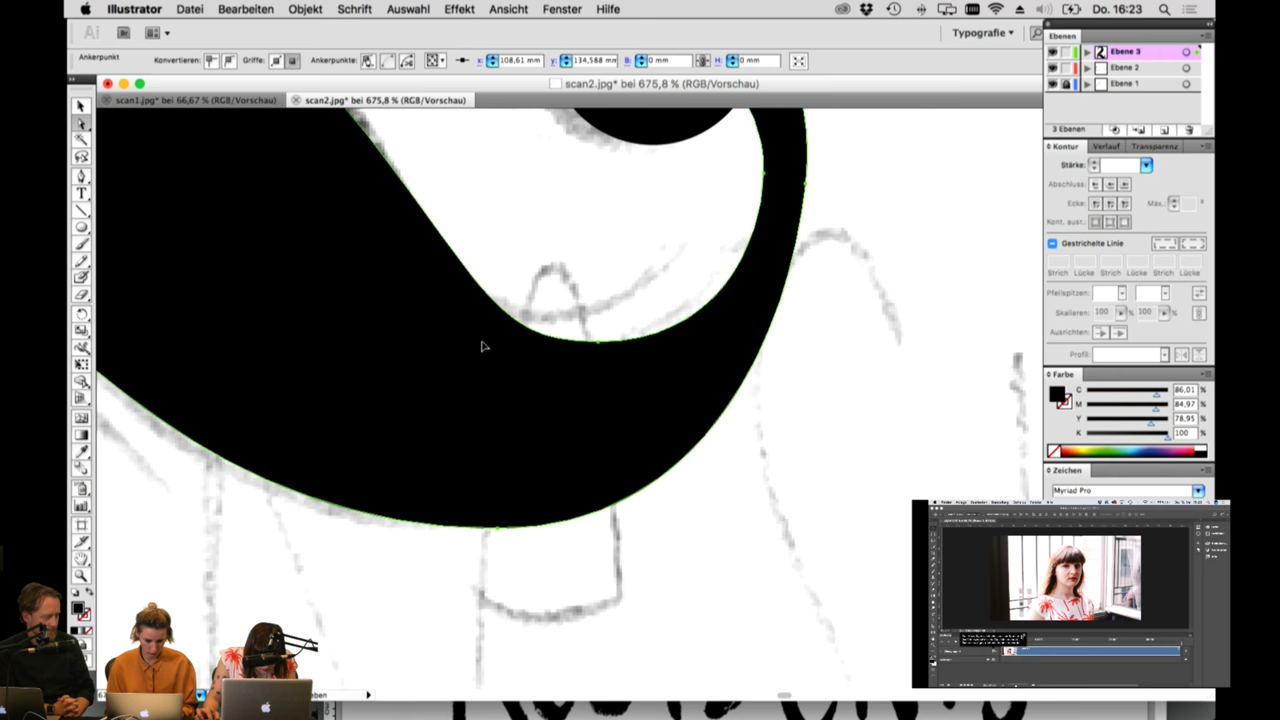 Illustrator Datei Bearbeiten Objekt Schrift Auswahl Effekt Ansicht Fenster Hilfe Do. 16:23
Ai Typografie
Ankerpunkt Konvertieren: Griffe: Ankerpunkte: x: 108,61 mm y: 134,588 mm B: 0 mm H: 0 mm
scan2.jpg* bei 675,8 % (RGB/Vorschau)
scan1.jpg* bei 66,67 % (RGB/Vorschau) scan2.jpg* bei 675,8 % (RGB/Vorschau)
Ebenen
Ebene 3
Ebene 2
Ebene 1
3 Ebenen
Kontur Verlauf Transparenz
Stärke:
Abschluss:
Ecke: Max.: x
Kont. ausr.:
Gestrichelte Linie
Strich Lücke Strich Lücke Strich Lücke
Pfeilspitzen:
Skalieren: 100 % 100 %
Ausrichten:
Profil:
Farbe
C 86,01 %
M 84,97 %
Y 78,95 %
K 100 %
Zeichen
Myriad Pro